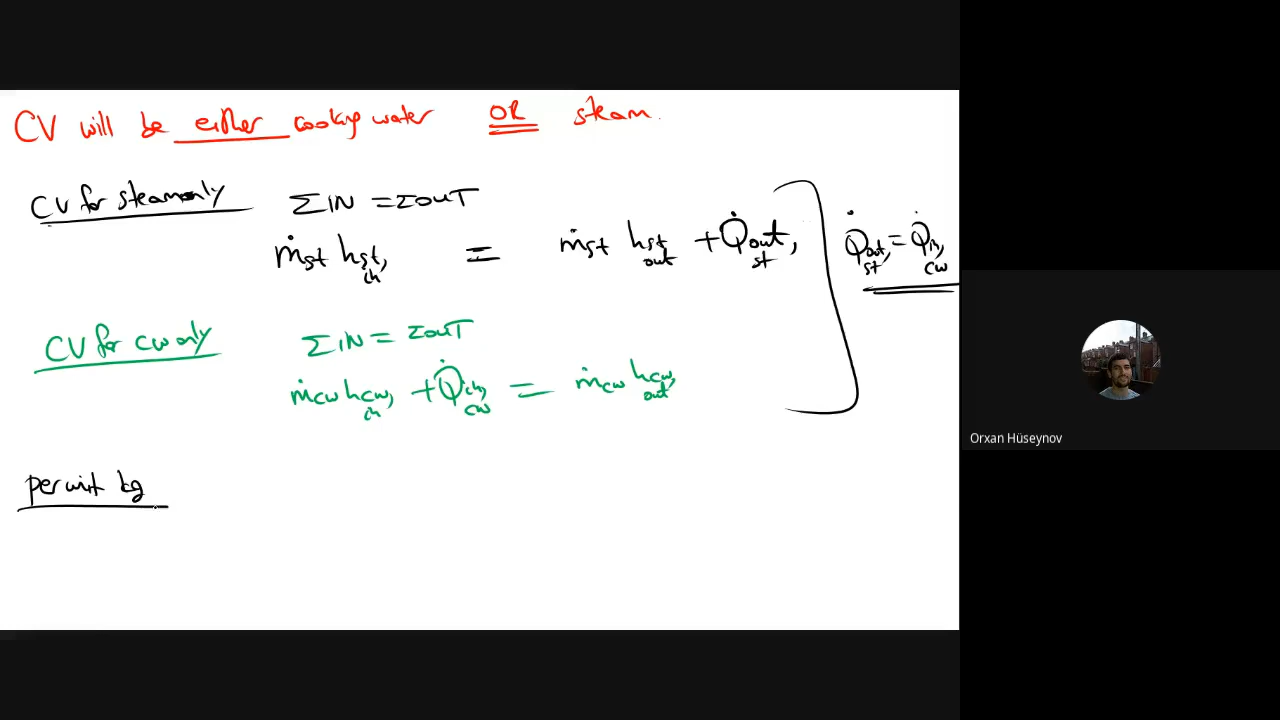 CV will be either cooling water OR steam.
CV for steam only ΣIN = ΣOUT
ṁst hst,in = ṁst hst,out + Q̇out,st
Q̇out,st = Q̇in,cw
CV for cw only ΣIN = ΣOUT
ṁcw hcw,in + Q̇in,cw = ṁcw hcw,out
per unit kg
Orxan Hüseynov